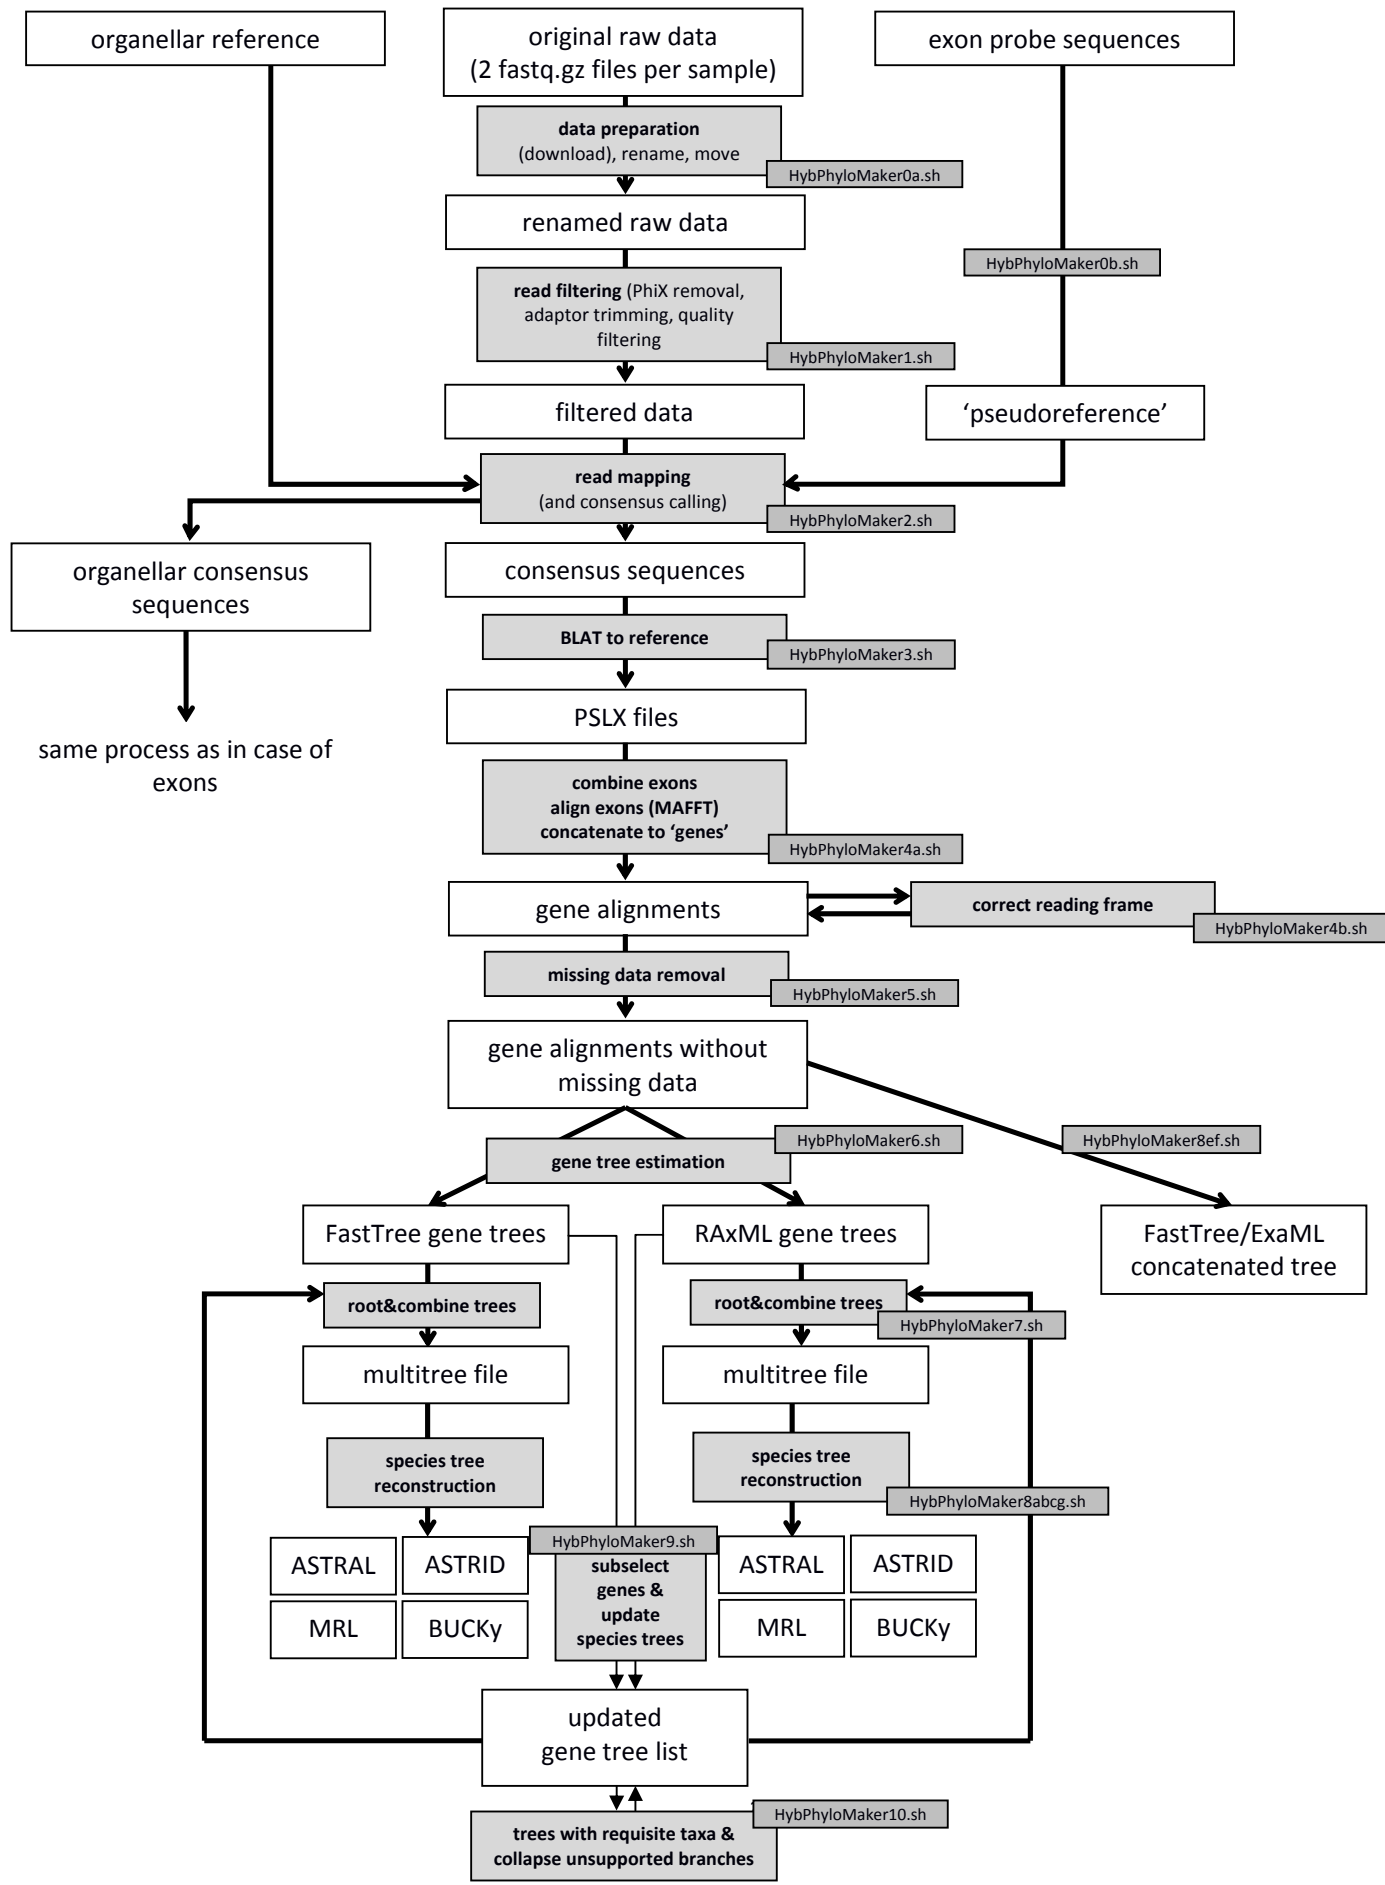 organellar reference
original raw data
(2 fastq.gz files per sample)
exon probe sequences
data preparation
(download), rename, move
HybPhyloMaker0a.sh
renamed raw data
HybPhyloMaker0b.sh
read filtering (PhiX removal,
adaptor trimming, quality
filtering
HybPhyloMaker1.sh
filtered data
‘pseudoreference’
read mapping
(and consensus calling)
HybPhyloMaker2.sh
organellar consensus
sequences
consensus sequences
BLAT to reference
HybPhyloMaker3.sh
PSLX files
same process as in case of
exons
combine exons
align exons (MAFFT)
concatenate to ‘genes’
HybPhyloMaker4a.sh
gene alignments
correct reading frame
HybPhyloMaker4b.sh
missing data removal
HybPhyloMaker5.sh
gene alignments without
missing data
HybPhyloMaker6.sh
HybPhyloMaker8ef.sh
gene tree estimation
FastTree gene trees
RAxML gene trees
FastTree/ExaML
concatenated tree
root&combine trees
root&combine trees
HybPhyloMaker7.sh
multitree file
multitree file
species tree
reconstruction
species tree
reconstruction
HybPhyloMaker8abcg.sh
HybPhyloMaker9.sh
ASTRAL
ASTRID
MRL
BUCKy
subselect
genes &
update
species trees
ASTRAL
ASTRID
MRL
BUCKy
updated
gene tree list
HybPhyloMaker10.sh
trees with requisite taxa &
collapse unsupported branches